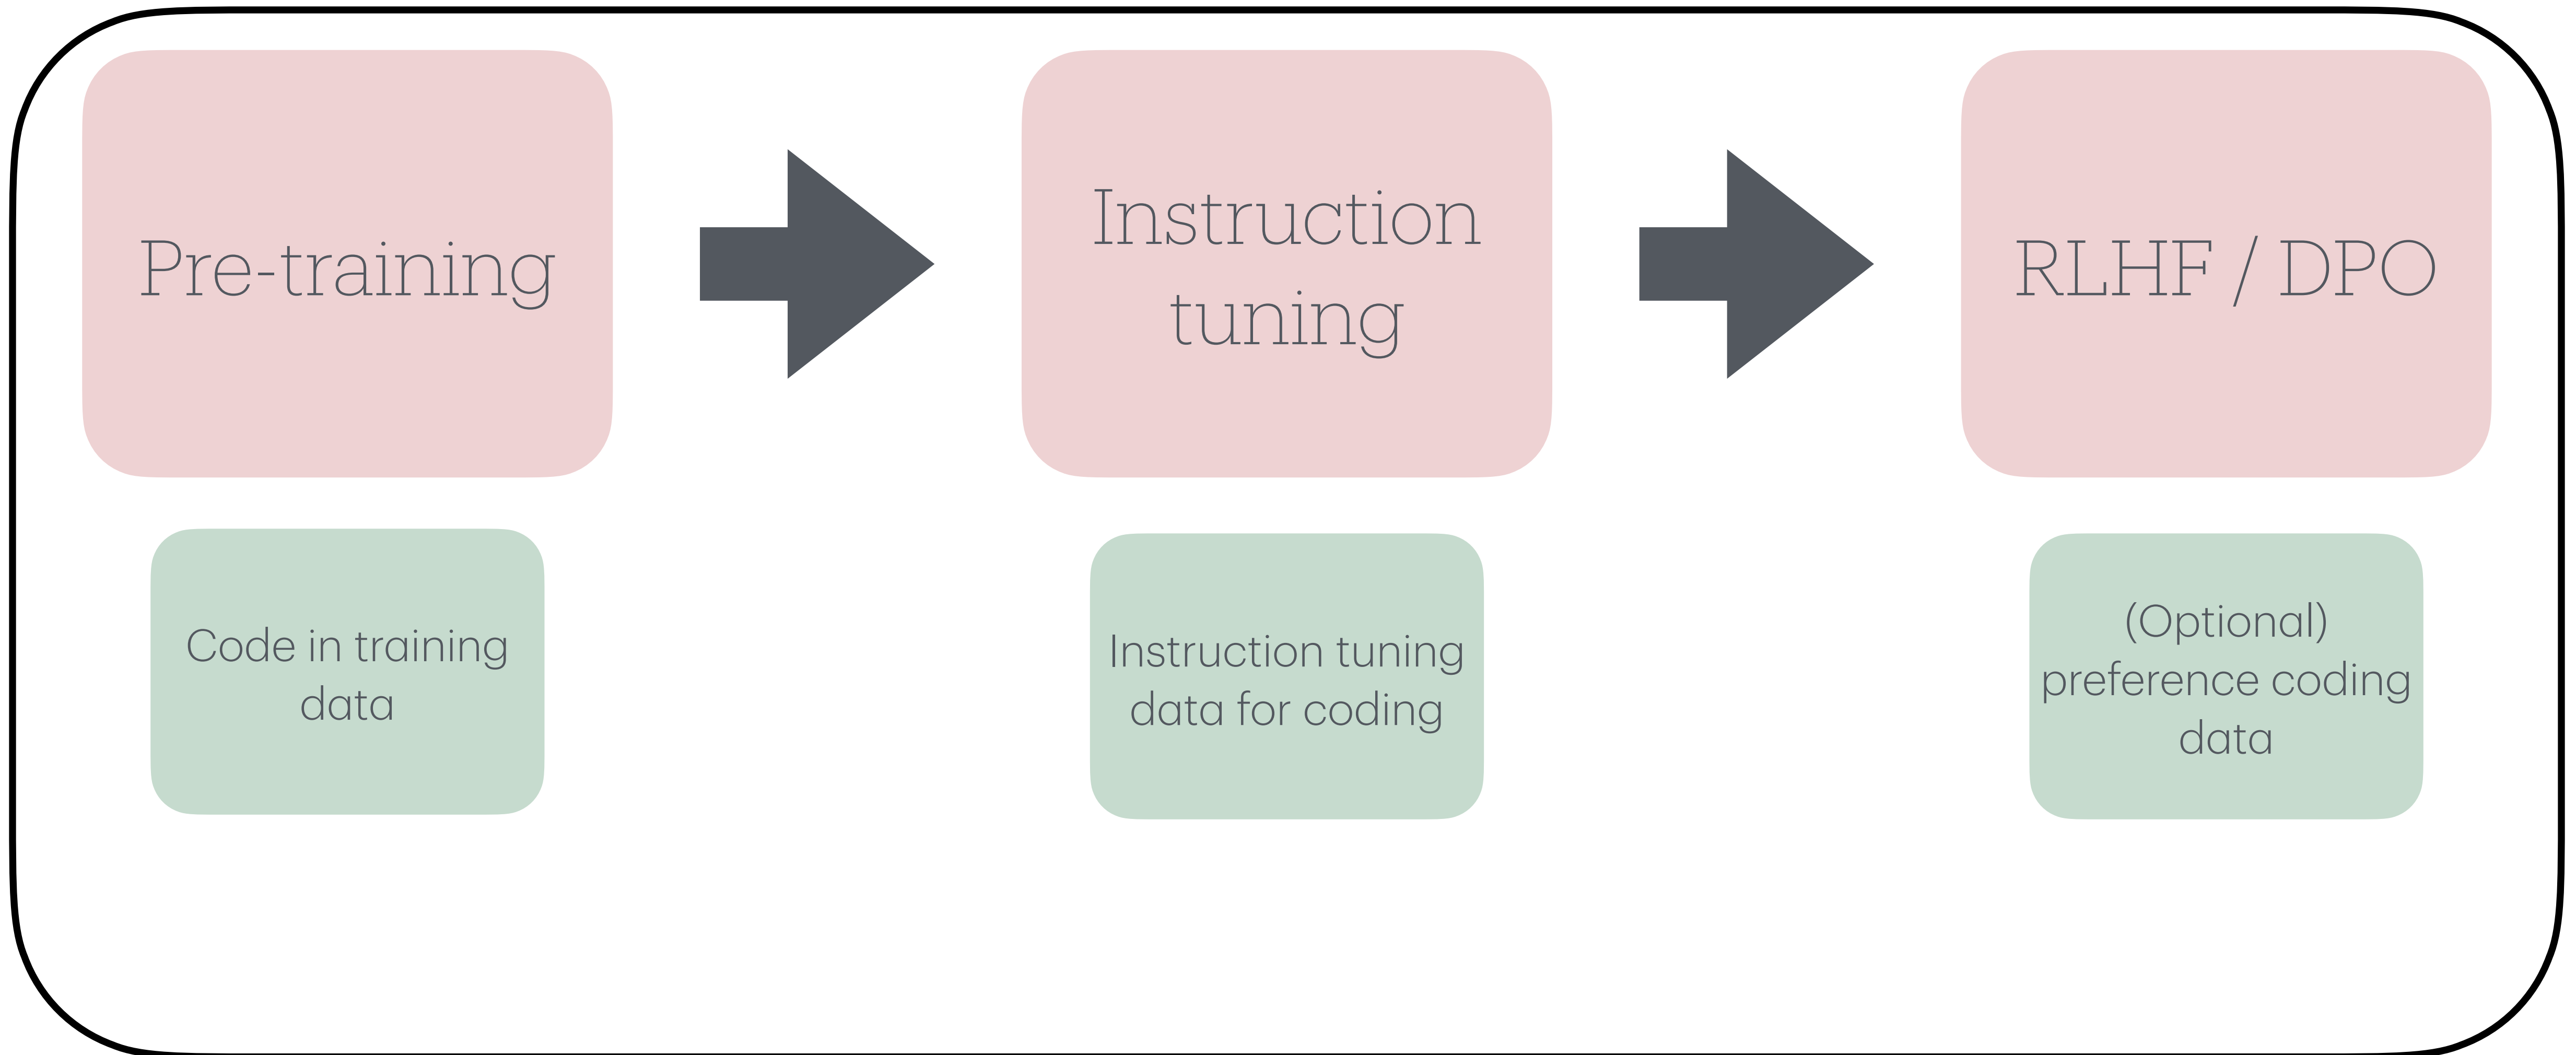 Pre-training
Instruction
tuning
RLHF / DPO
Code in training
data
Instruction tuning
data for coding
(Optional)
preference coding
data